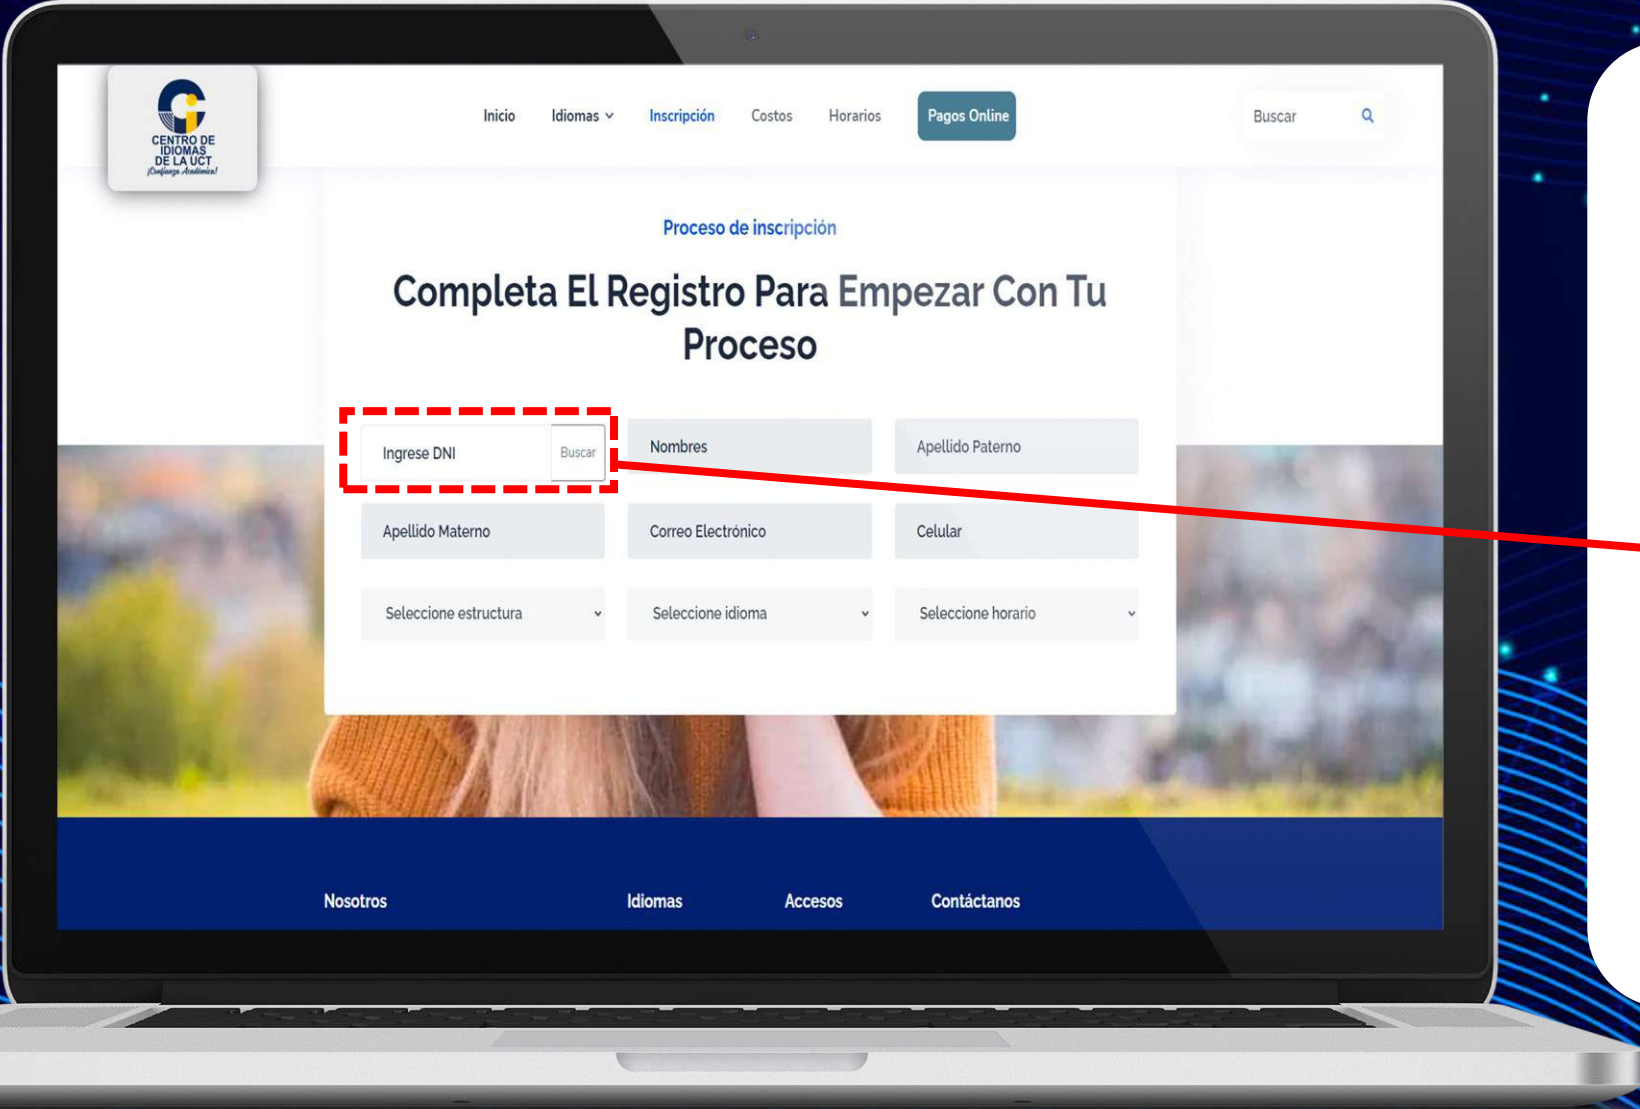 CENTRO DE
IDIOMAS
DE LA UCT
¡Confianza Académica!
Inicio Idiomas Inscripción Costos Horarios Pagos Online Buscar
Proceso de inscripción
Completa El Registro Para Empezar Con Tu
Proceso
Ingrese DNI Buscar Nombres Apellido Paterno
Apellido Materno Correo Electrónico Celular
Seleccione estructura Seleccione idioma Seleccione horario
Nosotros Idiomas Accesos Contáctanos